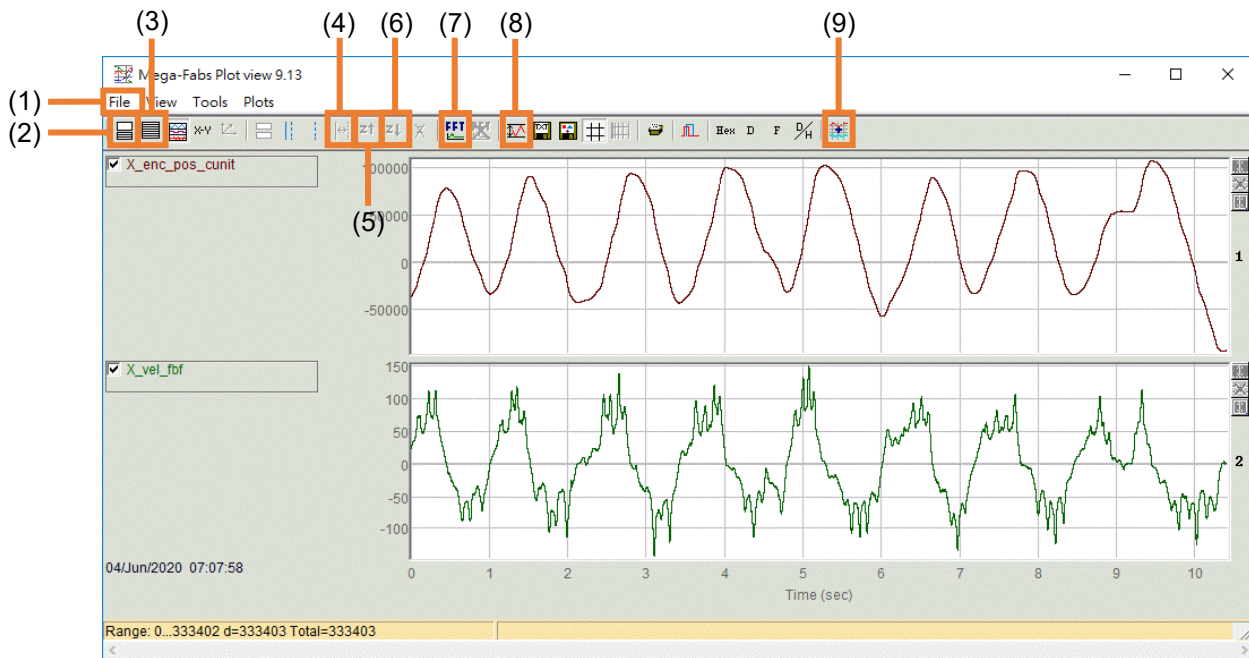 (3) (4) (6) (7) (8) (9)
Mega-Fabs Plot view 9.13
(1) File View Tools Plots
(2) X-Y Z↑ Z↓ FFT TXT Hex D F D/H
(5)
X_enc_pos_cunit
100000
50000
0
-50000
1
X_vel_fbf
150
100
50
0
-50
-100
2
04/Jun/2020 07:07:58
0 1 2 3 4 5 6 7 8 9 10
Time (sec)
Range: 0...333402 d=333403 Total=333403